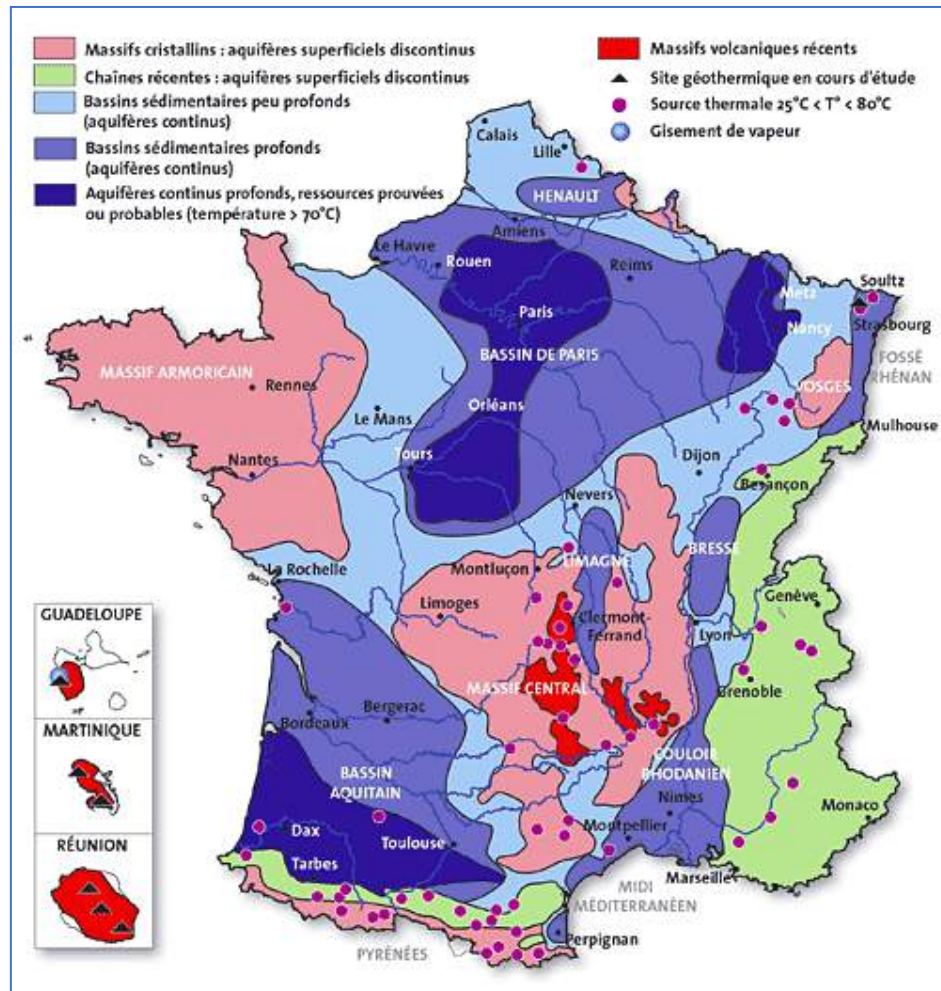 Massifs cristallins : aquifères superficiels discontinus
Chaînes récentes : aquifères superficiels discontinus
Bassins sédimentaires peu profonds
(aquifères continus)
Bassins sédimentaires profonds
(aquifères continus)
Aquifères continus profonds, ressources prouvées
ou probables (température > 70°C)
Massifs volcaniques récents
Site géothermique en cours d'étude
Source thermale 25°C < T° < 80°C
Gisement de vapeur
Calais
Lille
HENAULT
Amiens
Le Havre
Rouen
Reims
Paris
BASSIN DE PARIS
Metz
Nancy
Soultz
Strasbourg
FOSSÉ
RHÉNAN
VOSGES
Mulhouse
MASSIF ARMORICAIN
Rennes
Le Mans
Orléans
Tours
Nantes
Dijon
Besançon
Nevers
BRESSE
LIMAGNE
Montluçon
La Rochelle
Limoges
Clermont-
Ferrand
Lyon
Genève
Grenoble
MASSIF CENTRAL
Bergerac
Bordeaux
BASSIN
AQUITAIN
COULOIR
RHODANIEN
Nimes
Montpellier
Monaco
Marseille
Dax
Tarbes
Toulouse
MIDI
MÉDITERRANÉEN
Perpignan
PYRÉNÉES
GUADELOUPE
MARTINIQUE
RÉUNION